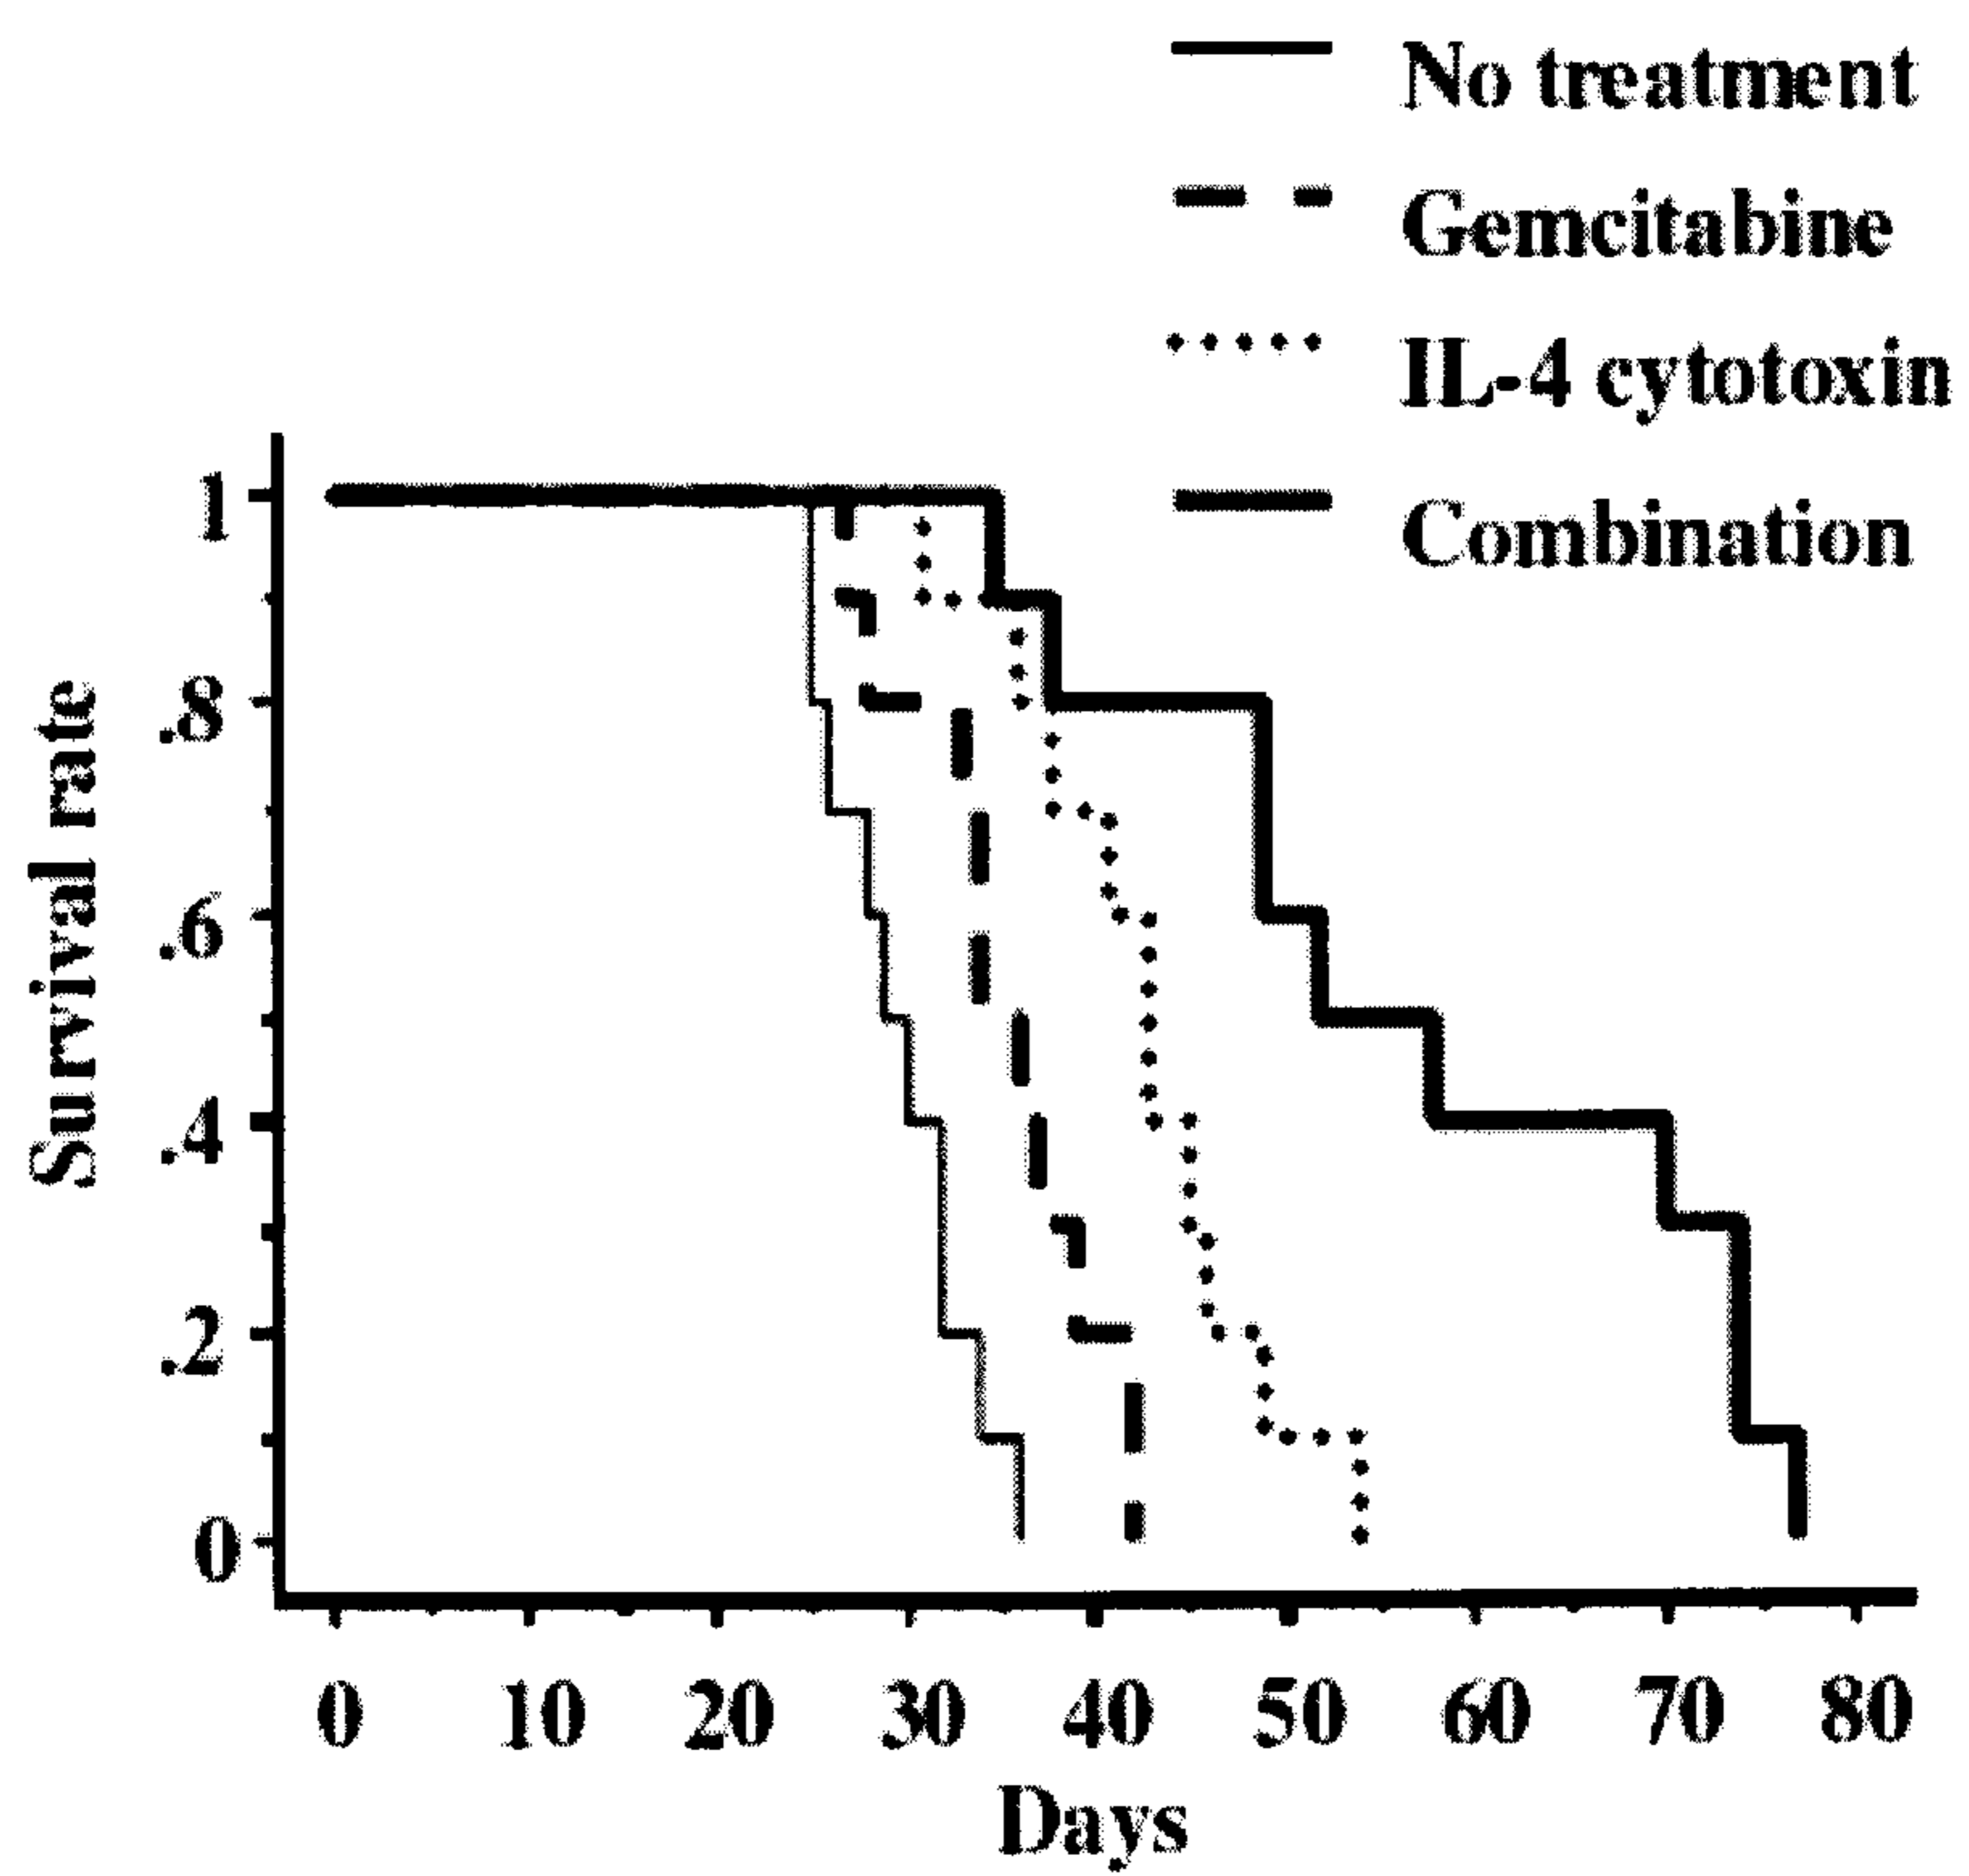 No treatment
Gemcitabine
IL-4 cytotoxin
Combination
Survival rate
1
.8
.6
.4
.2
0
0 10 20 30 40 50 60 70 80
Days